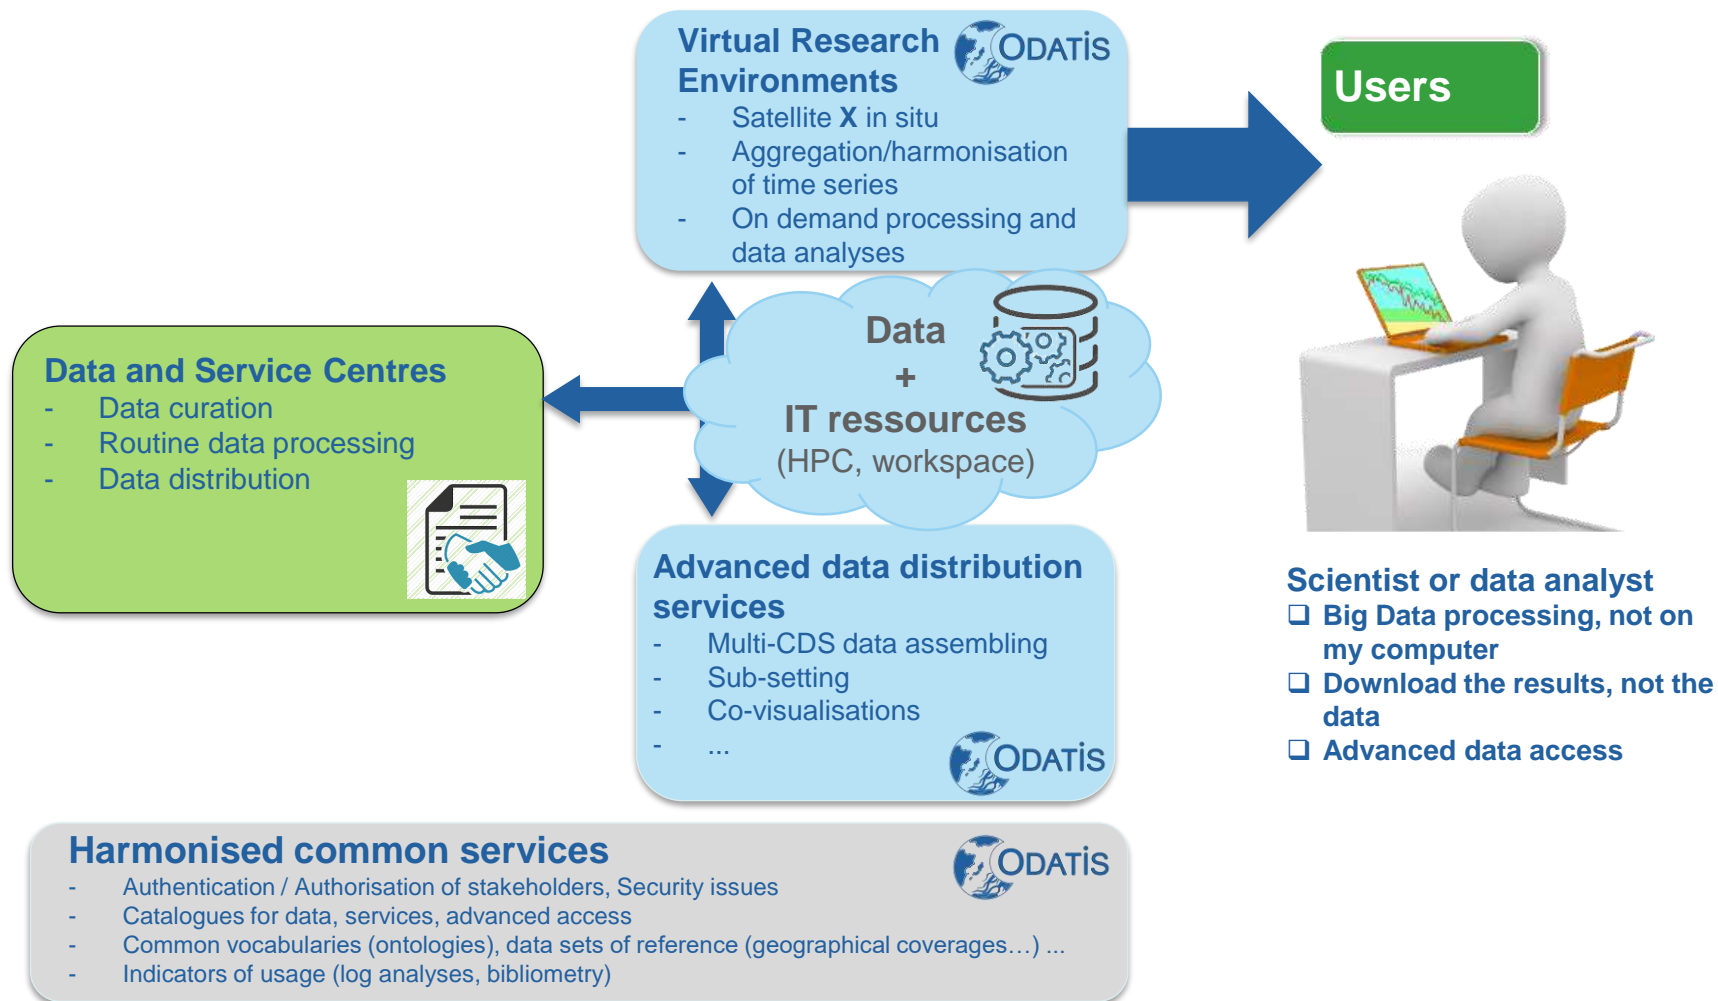 Virtual Research
Environments
- Satellite X in situ
- Aggregation/harmonisation
of time series
- On demand processing and
data analyses
ODATİS
Users
Data and Service Centres
- Data curation
- Routine data processing
- Data distribution
Data
+
IT ressources
(HPC, workspace)
Advanced data distribution
services
- Multi-CDS data assembling
- Sub-setting
- Co-visualisations
- ...
ODATİS
Scientist or data analyst
❑ Big Data processing, not on
my computer
❑ Download the results, not the
data
❑ Advanced data access
Harmonised common services
- Authentication / Authorisation of stakeholders, Security issues
- Catalogues for data, services, advanced access
- Common vocabularies (ontologies), data sets of reference (geographical coverages…) ...
- Indicators of usage (log analyses, bibliometry)
ODATİS